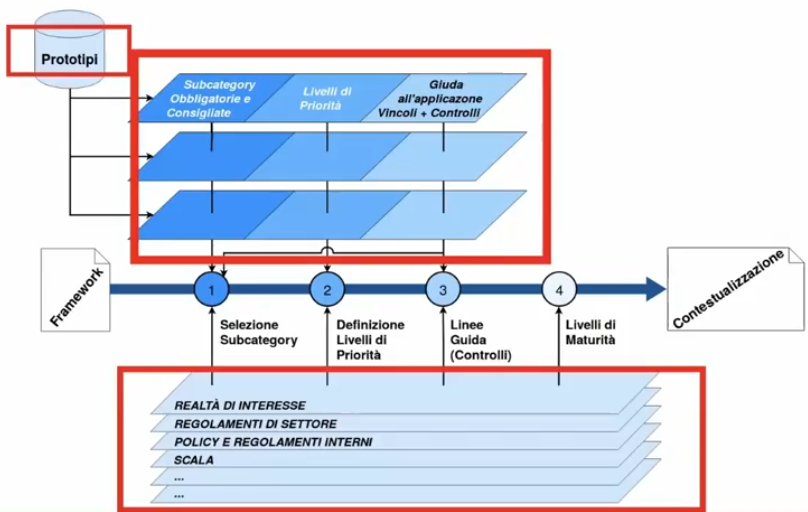 Prototipi
Subcategory
Obbligatorie e
Consigliate
Livelli di
Priorità
Giuda
all'applicazone
Vincoli + Controlli
Framework
1
2
3
4
Contestualizzazione
Selezione
Subcategory
Definizione
Livelli di
Priorità
Linee
Guida
(Controlli)
Livelli di
Maturità
REALTÀ DI INTERESSE
REGOLAMENTI DI SETTORE
POLICY E REGOLAMENTI INTERNI
SCALA
...
...